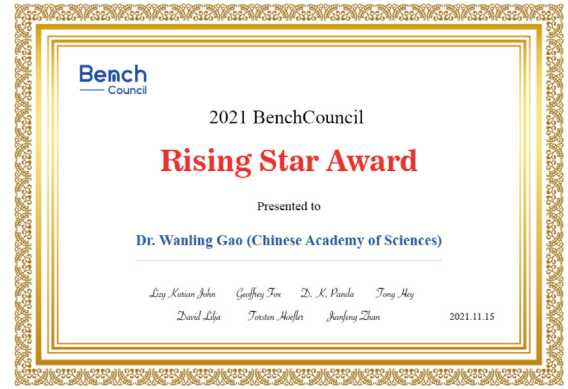 Bench
Council
2021 BenchCouncil
Rising Star Award
Presented to
Dr. Wanling Gao (Chinese Academy of Sciences)
Lizy Kurian John Geoffrey Fox D. K. Panda Tony Hey
David Lilja Torsten Hoefler Jianfeng Zhan
2021.11.15